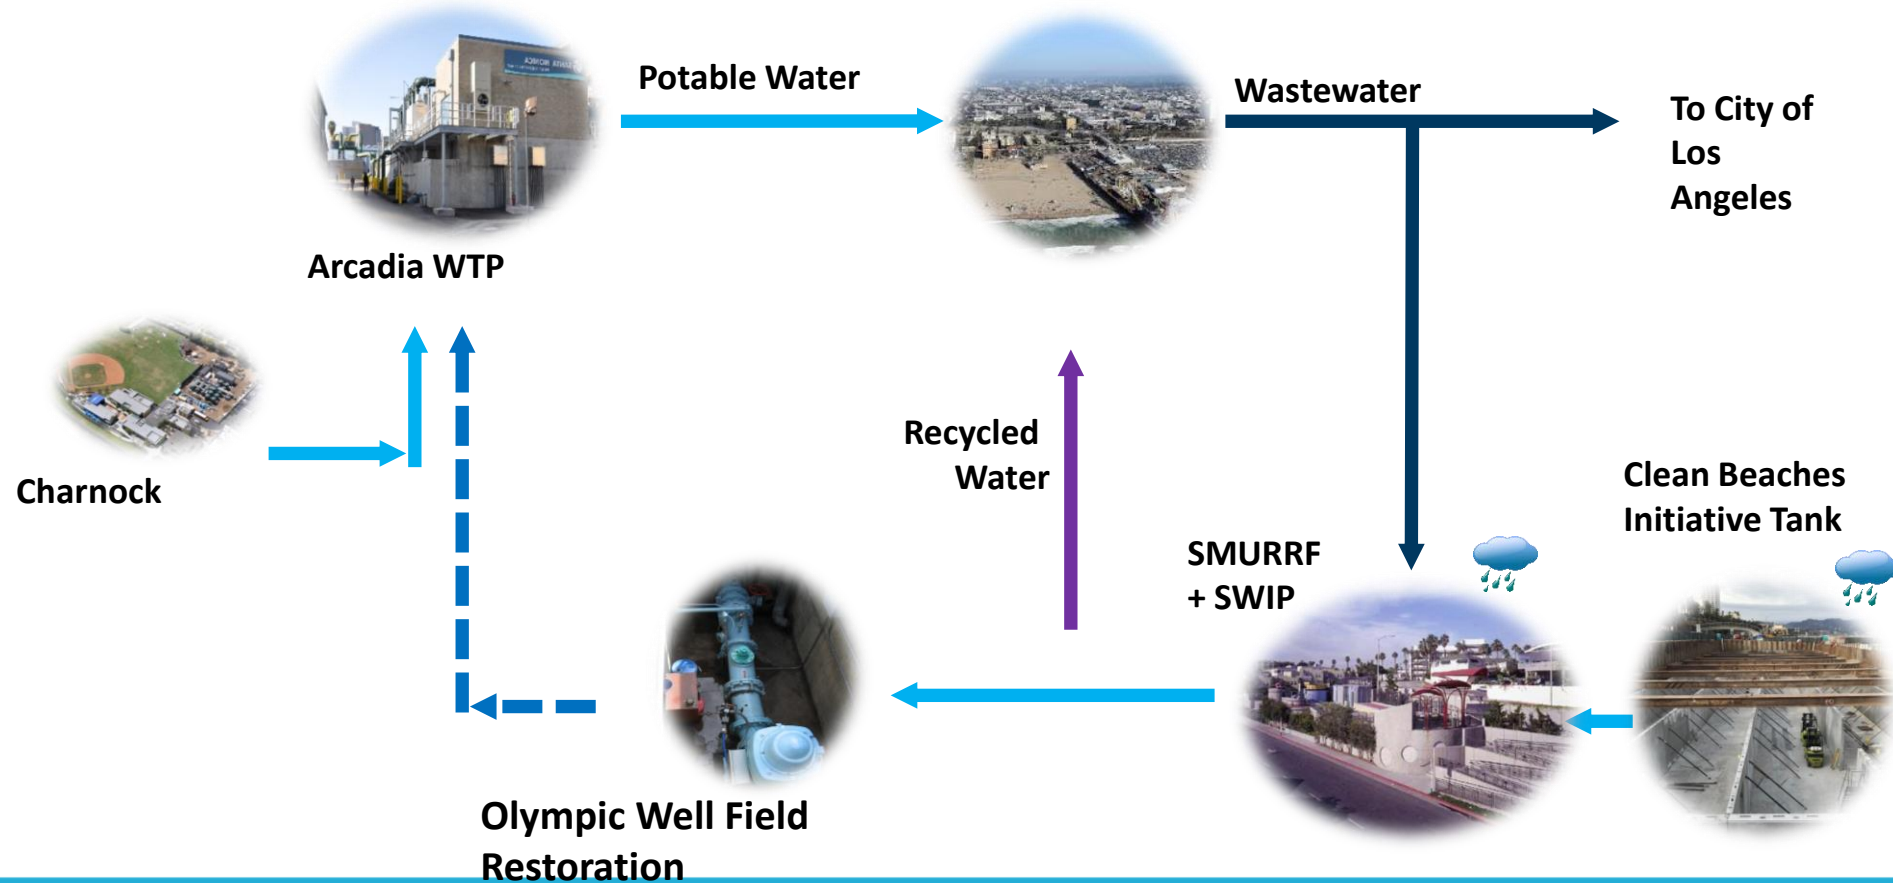 Potable Water
Wastewater
To City of
Los
Angeles
Arcadia WTP
Charnock
Recycled
Water
Clean Beaches
Initiative Tank
SMURRF
+ SWIP
Olympic Well Field
Restoration